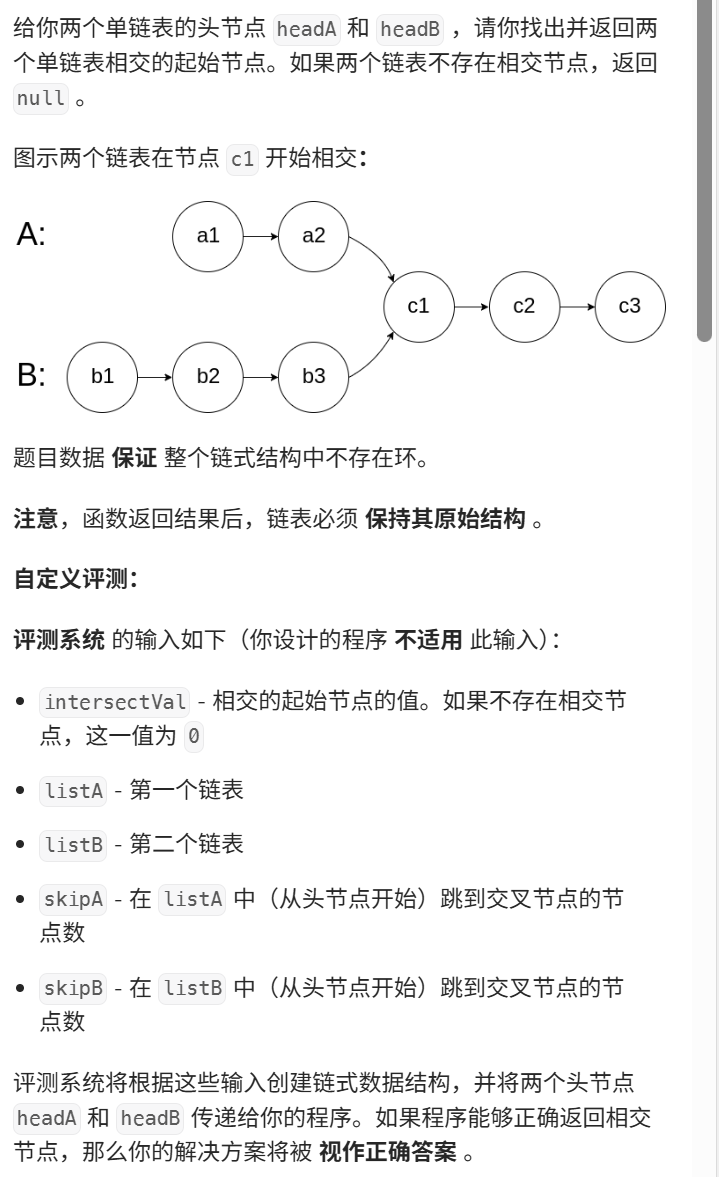 给你两个单链表的头节点 headA 和 headB ，请你找出并返回两
个单链表相交的起始节点。如果两个链表不存在相交节点，返回
null 。
图示两个链表在节点 c1 开始相交：
A:
a1
a2
c1
c2
c3
B:
b1
b2
b3
题目数据 保证 整个链式结构中不存在环。
注意，函数返回结果后，链表必须 保持其原始结构 。
自定义评测：
评测系统 的输入如下（你设计的程序 不适用 此输入）：
• intersectVal - 相交的起始节点的值。如果不存在相交节
点，这一值为 0
• listA - 第一个链表
• listB - 第二个链表
• skipA - 在 listA 中（从头节点开始）跳到交叉节点的节
点数
• skipB - 在 listB 中（从头节点开始）跳到交叉节点的节
点数
评测系统将根据这些输入创建链式数据结构，并将两个头节点
headA 和 headB 传递给你的程序。如果程序能够正确返回相交
节点，那么你的解决方案将被 视作正确答案 。